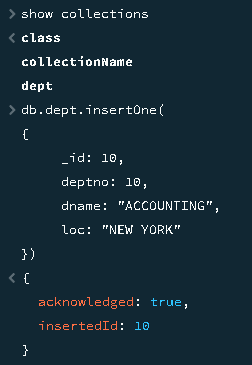 > show collections
< class
collectionName
dept
> db.dept.insertOne(
{
_id: 10,
deptno: 10,
dname: "ACCOUNTING",
loc: "NEW YORK"
})
< {
acknowledged: true,
insertedId: 10
}